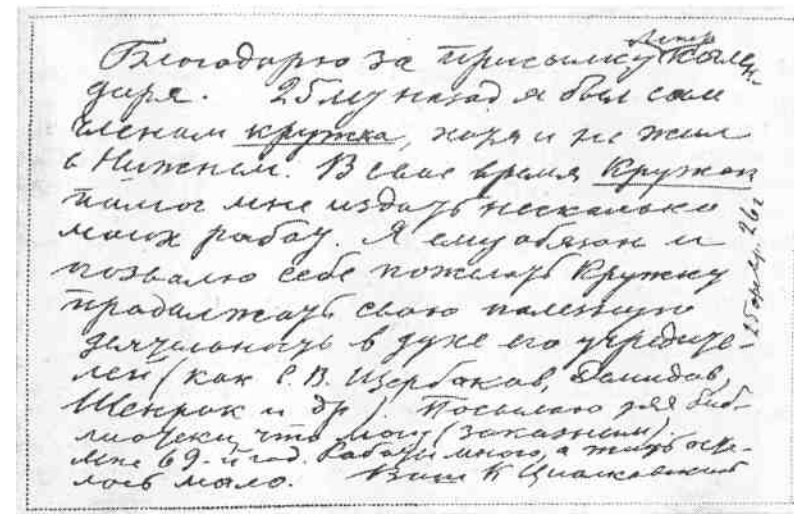 Благодарю за присылку Кален-
даря. 25 лет назад я был сам
членом кружка, хотя и не жил
в Нижнем. В свое время Кружок
помог мне издать несколько
моих работ. Я ему обязан и
позволю себе пожелать Кружку
продолжать свою полезную
деятельность в духе его учредите-
лей (как С. В. Щербаков, Демидов,
Шенрок и др). Посылаю для биб-
лиотеки, что могу (заказным).
Мне 69-й год. Работы много, а жить оста-
лось мало. Ваш К Циолковский